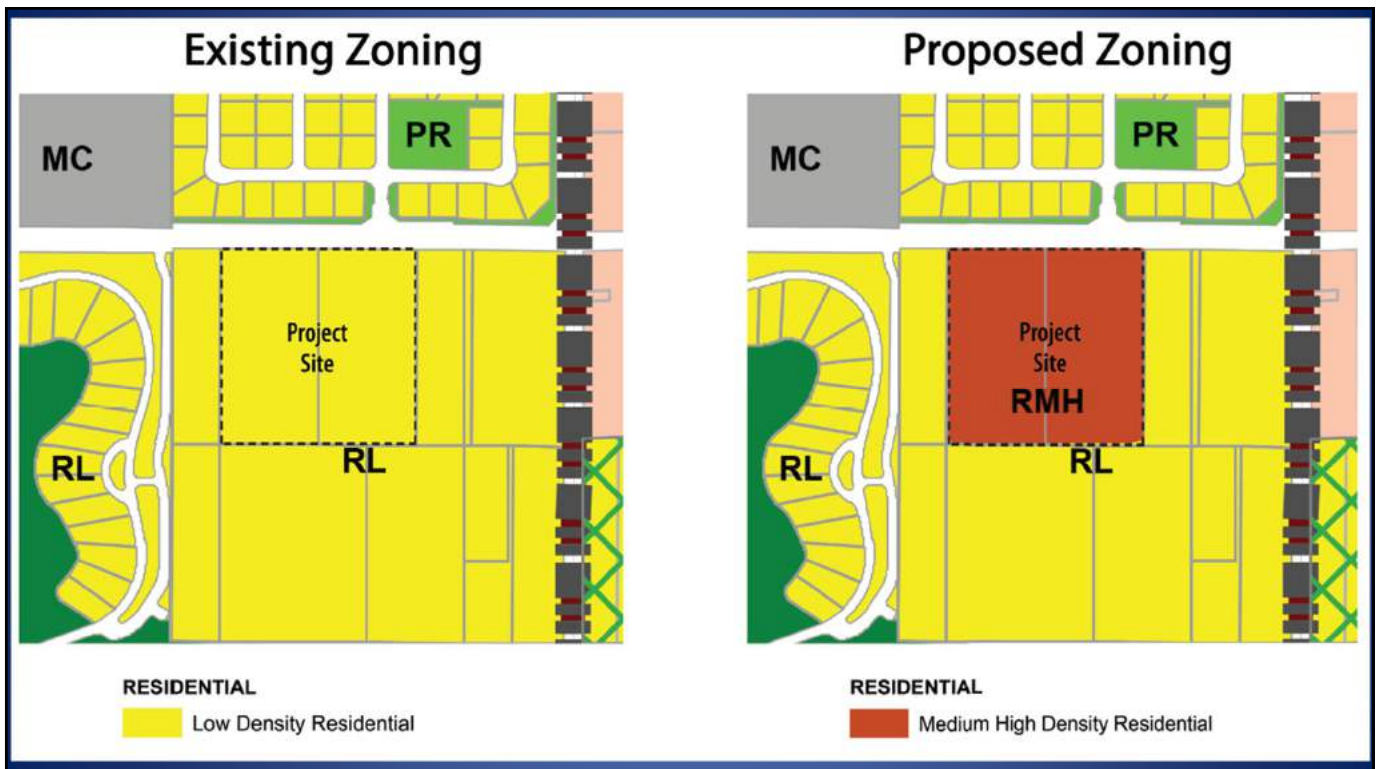 Existing Zoning
MC
PR
Project
Site
RL
RL
RESIDENTIAL
Low Density Residential
Proposed Zoning
MC
PR
Project
Site
RMH
RL
RL
RESIDENTIAL
Medium High Density Residential